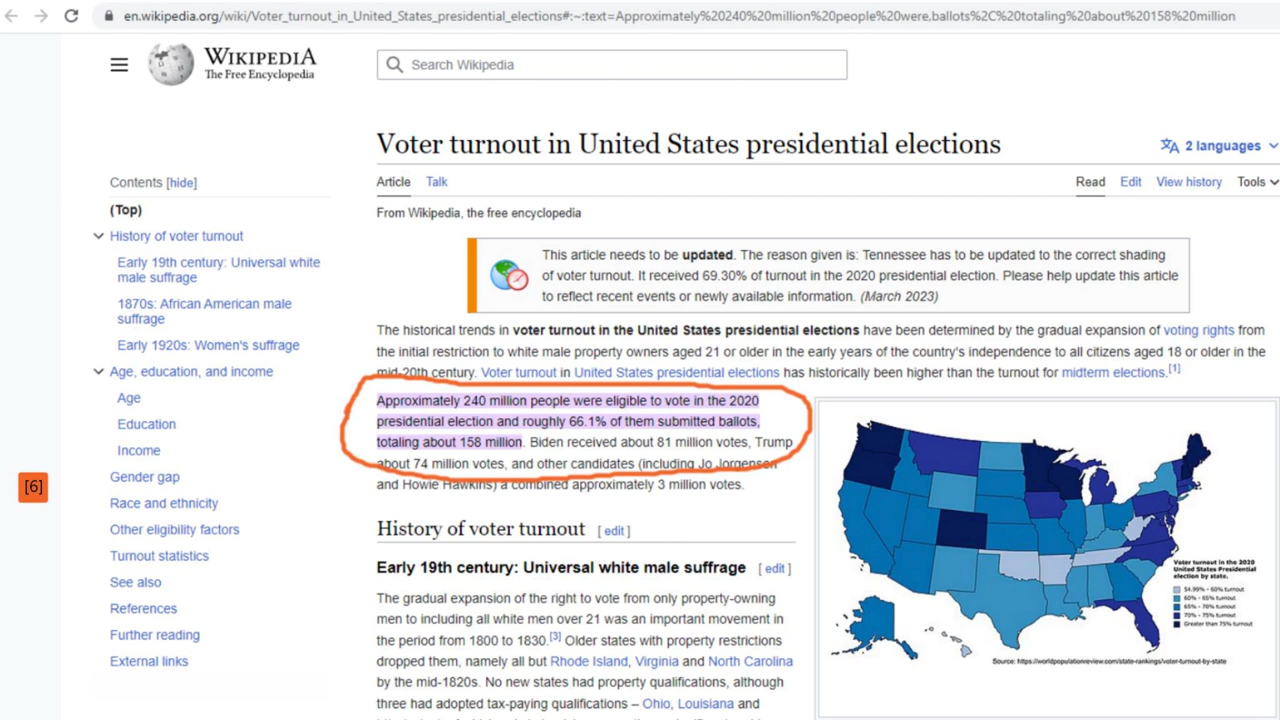 en.wikipedia.org/wiki/Voter_turnout_in_United_States_presidential_elections#:~:text=Approximately%20240%20million%20people%20were,ballots%2C%20totaling%20about%20158%20million
WIKIPEDIA
The Free Encyclopedia
Search Wikipedia
Voter turnout in United States presidential elections
2 languages
Article Talk
Read Edit View history Tools
From Wikipedia, the free encyclopedia
Contents [hide]
(Top)
History of voter turnout
Early 19th century: Universal white
male suffrage
1870s: African American male
suffrage
Early 1920s: Women's suffrage
Age, education, and income
Age
Education
Income
Gender gap
Race and ethnicity
Other eligibility factors
Turnout statistics
See also
References
Further reading
External links
[6]
This article needs to be updated. The reason given is: Tennessee has to be updated to the correct shading
of voter turnout. It received 69.30% of turnout in the 2020 presidential election. Please help update this article
to reflect recent events or newly available information. (March 2023)
The historical trends in voter turnout in the United States presidential elections have been determined by the gradual expansion of voting rights from
the initial restriction to white male property owners aged 21 or older in the early years of the country's independence to all citizens aged 18 or older in the
mid-20th century. Voter turnout in United States presidential elections has historically been higher than the turnout for midterm elections.[1]
Approximately 240 million people were eligible to vote in the 2020
presidential election and roughly 66.1% of them submitted ballots,
totaling about 158 million. Biden received about 81 million votes, Trump
about 74 million votes, and other candidates (including Jo Jorgensen
and Howie Hawkins) a combined approximately 3 million votes.
History of voter turnout [ edit ]
Early 19th century: Universal white male suffrage [ edit ]
The gradual expansion of the right to vote from only property-owning
men to including all white men over 21 was an important movement in
the period from 1800 to 1830.[3] Older states with property restrictions
dropped them, namely all but Rhode Island, Virginia and North Carolina
by the mid-1820s. No new states had property qualifications, although
three had adopted tax-paying qualifications – Ohio, Louisiana and
Voter turnout in the 2020
United States Presidential
election by state.
54.99% - 60% turnout
60% - 65% turnout
65% - 70% turnout
70% - 75% turnout
Greater than 75% turnout
Source: https://worldpopulationreview.com/state-rankings/voter-turnout-by-state